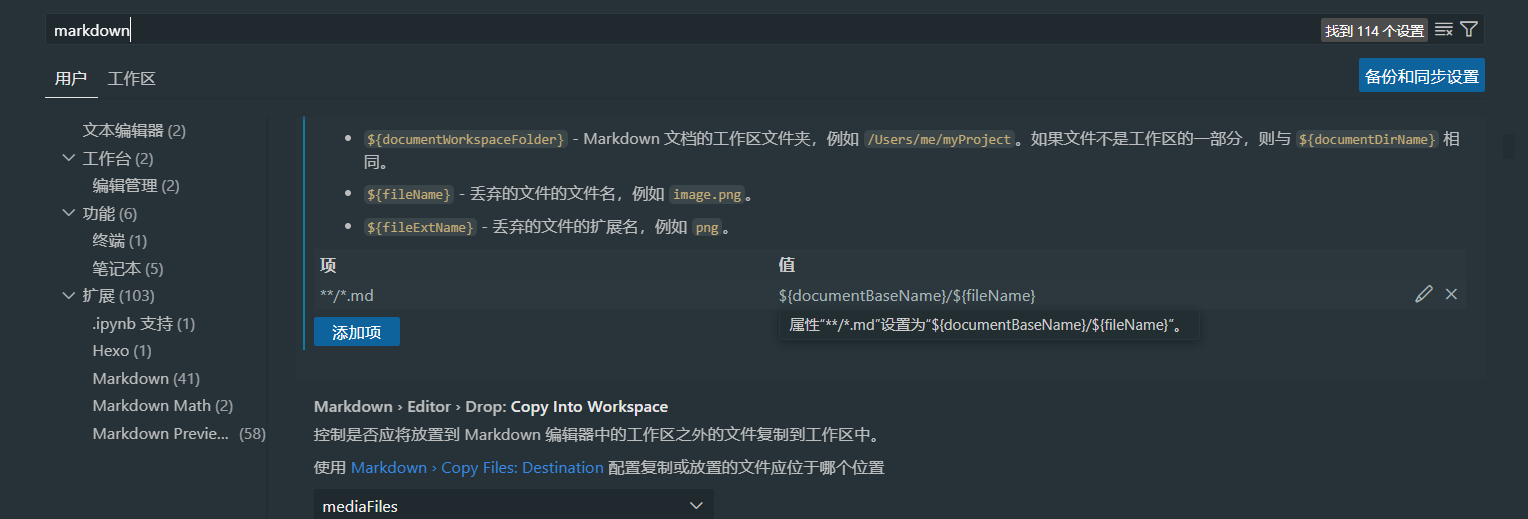 markdown
找到 114 个设置
用户 工作区
备份和同步设置
文本编辑器 (2)
工作台 (2)
编辑管理 (2)
功能 (6)
终端 (1)
笔记本 (5)
扩展 (103)
.ipynb 支持 (1)
Hexo (1)
Markdown (41)
Markdown Math (2)
Markdown Previe... (58)
• ${documentWorkspaceFolder} - Markdown 文档的工作区文件夹，例如 /Users/me/myProject。如果文件不是工作区的一部分，则与 ${documentDirName} 相
同。
• ${fileName} - 丢弃的文件的文件名，例如 image.png。
• ${fileExtName} - 丢弃的文件的扩展名，例如 png。
项 值
**/*.md ${documentBaseName}/${fileName}
添加项
属性“**/*.md”设置为“${documentBaseName}/${fileName}“。
Markdown › Editor › Drop: Copy Into Workspace
控制是否应将放置到 Markdown 编辑器中的工作区之外的文件复制到工作区中。
使用 Markdown › Copy Files: Destination 配置复制或放置的文件应位于哪个位置
mediaFiles